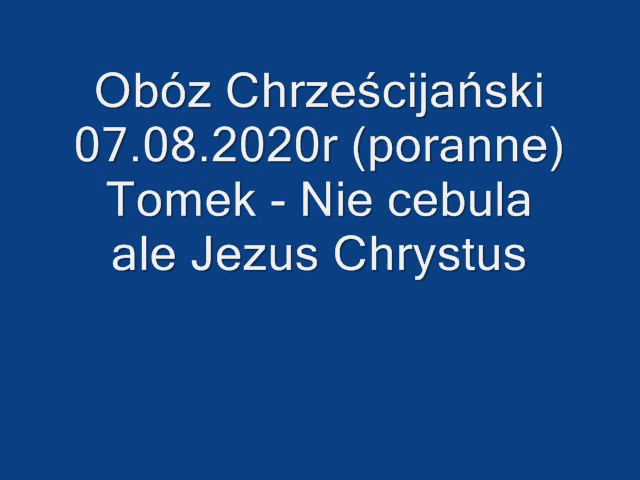 Obóz Chrześcijański
07.08.2020r (poranne)
Tomek - Nie cebula
ale Jezus Chrystus